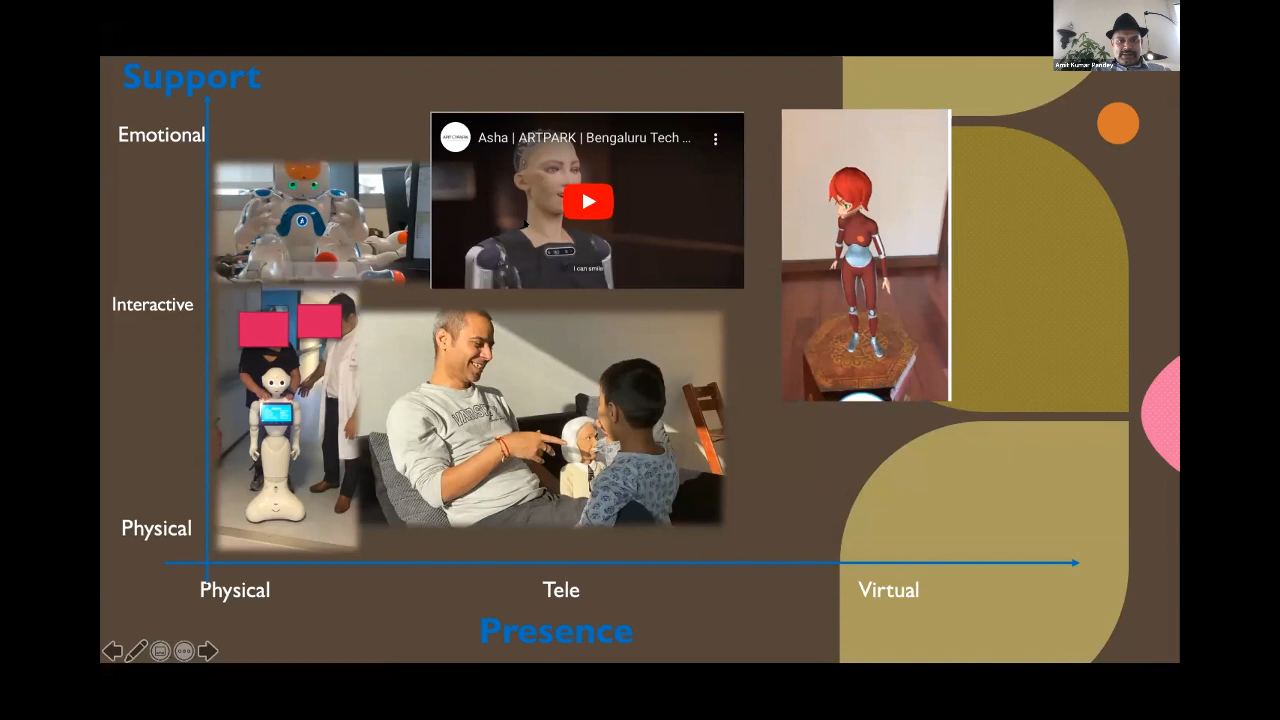 Amit Kumar Pandey
Support
Emotional
Asha | ARTPARK | Bengaluru Tech ...
I can smile
Interactive
Physical
Physical
Tele
Virtual
Presence